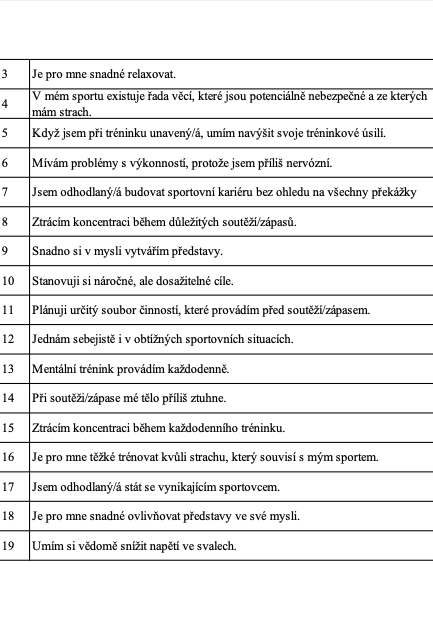 3 Je pro mne snadné relaxovat.
4 V mém sportu existuje řada věcí, které jsou potenciálně nebezpečné a ze kterých
mám strach.
5 Když jsem při tréninku unavený/á, umím navýšit svoje tréninkové úsilí.
6 Mívám problémy s výkonností, protože jsem příliš nervózní.
7 Jsem odhodlaný/á budovat sportovní kariéru bez ohledu na všechny překážky
8 Ztrácím koncentraci během důležitých soutěží/zápasů.
9 Snadno si v mysli vytvářím představy.
10 Stanovuji si náročné, ale dosažitelné cíle.
11 Plánuji určitý soubor činností, které provádím před soutěží/zápasem.
12 Jednám sebejistě i v obtížných sportovních situacích.
13 Mentální trénink provádím každodenně.
14 Při soutěži/zápase mé tělo příliš ztuhne.
15 Ztrácím koncentraci během každodenního tréninku.
16 Je pro mne těžké trénovat kvůli strachu, který souvisí s mým sportem.
17 Jsem odhodlaný/á stát se vynikajícím sportovcem.
18 Je pro mne snadné ovlivňovat představy ve své mysli.
19 Umím si vědomě snížit napětí ve svalech.